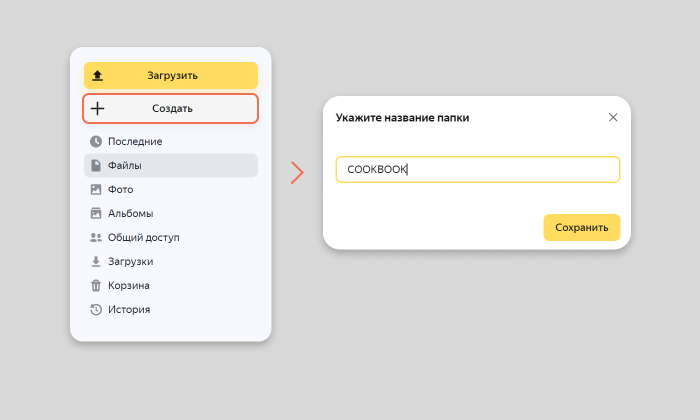 Загрузить
Создать
Последние
Файлы
Фото
Альбомы
Общий доступ
Загрузки
Корзина
История
Укажите название папки
COOKBOOK
Сохранить